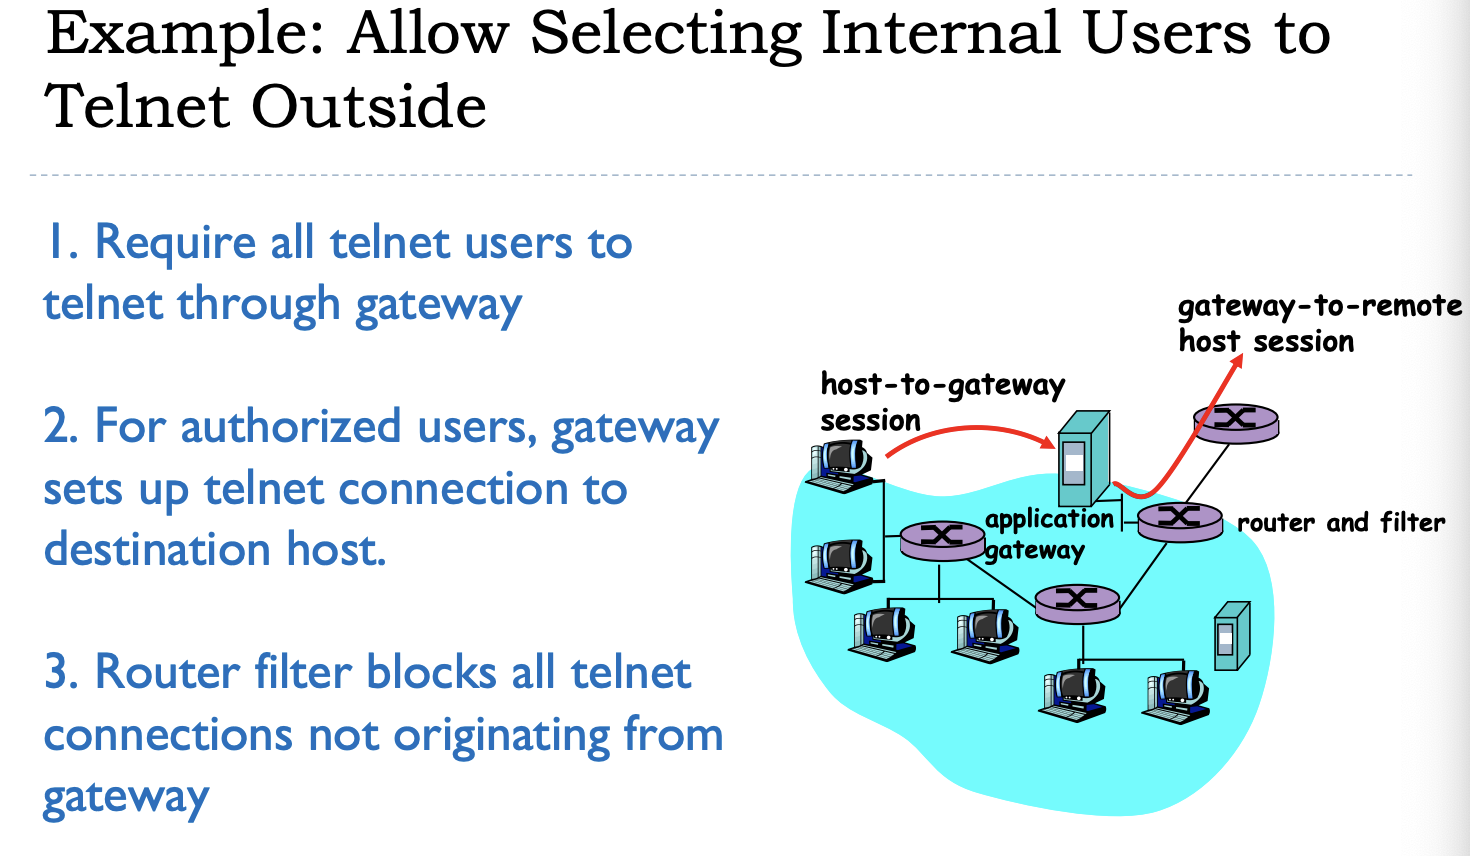 Example: Allow Selecting Internal Users to
Telnet Outside
1. Require all telnet users to
telnet through gateway
2. For authorized users, gateway
sets up telnet connection to
destination host.
3. Router filter blocks all telnet
connections not originating from
gateway
gateway-to-remote
host session
host-to-gateway
session
application
gateway
router and filter